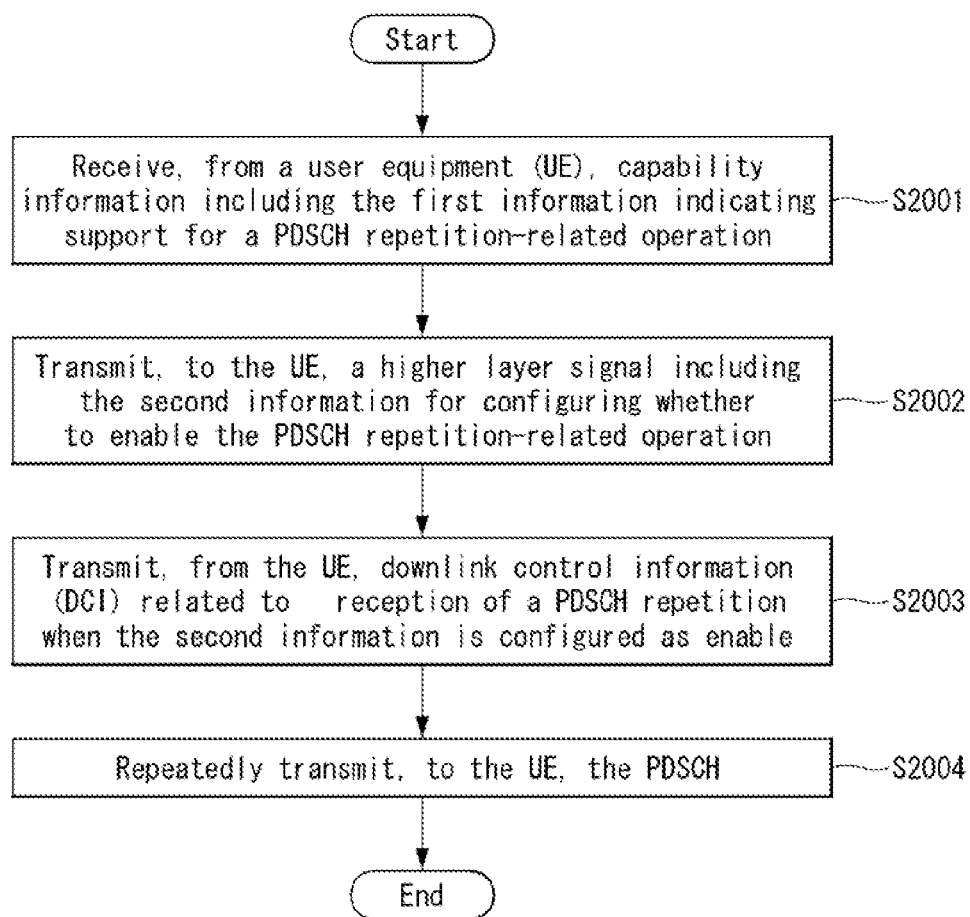 Start
Receive, from a user equipment (UE), capability
information including the first information indicating
support for a PDSCH repetition-related operation
S2001
Transmit, to the UE, a higher layer signal including
the second information for configuring whether
to enable the PDSCH repetition-related operation
S2002
Transmit, from the UE, downlink control information
(DCI) related to reception of a PDSCH repetition
when the second information is configured as enable
S2003
Repeatedly transmit, to the UE, the PDSCH
S2004
End